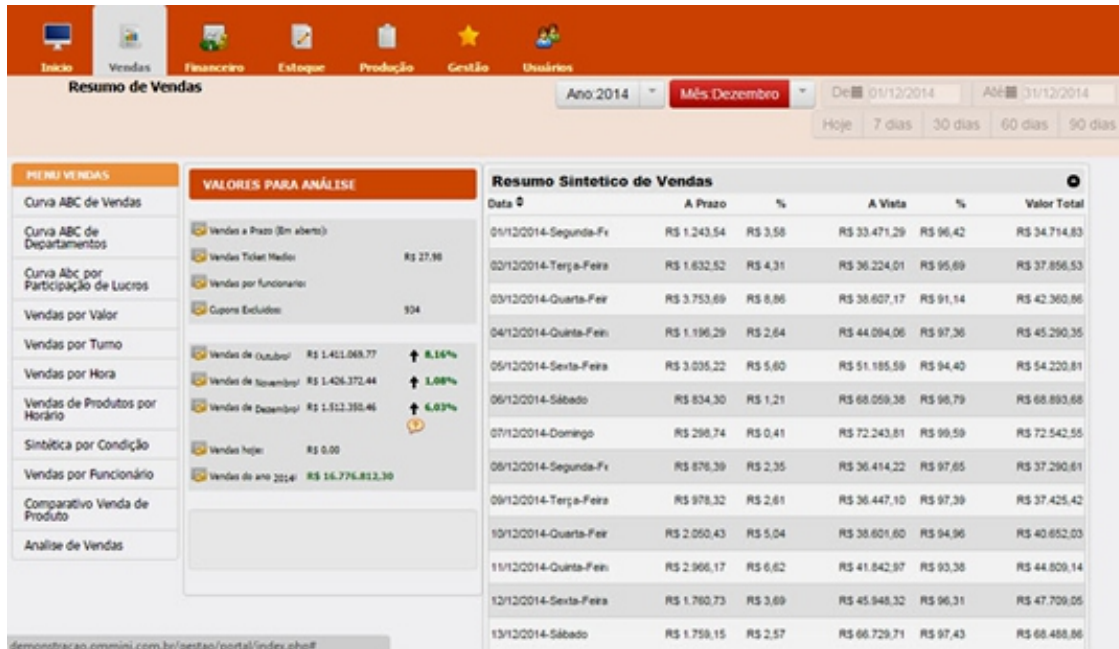 Início Vendas Financeiro Estoque Produção Gestão Usuários
Resumo de Vendas
Ano:2014 Mês:Dezembro De 01/12/2014 Até 31/12/2014
Hoje 7 dias 30 dias 60 dias 90 dias
MENU VENDAS
Curva ABC de Vendas
Curva ABC de
Departamentos
Curva Abc por
Participação de Lucros
Vendas por Valor
Vendas por Turno
Vendas por Hora
Vendas de Produtos por
Horário
Sintética por Condição
Vendas por Funcionário
Comparativo Venda de
Produto
Analise de Vendas
VALORES PARA ANÁLISE
Vendas a Prazo (Em aberto):
Vendas Ticket Medio: R$ 27,98
Vendas por funcionario:
Cupons Excluidos: 934
Vendas de Outubro: R$ 1.411.069,77 8,16%
Vendas de Novembro: R$ 1.426.372,44 1,08%
Vendas de Dezembro: R$ 1.512.350,46 6,03%
Vendas hoje: R$ 0,00
Vendas do ano 2014: R$ 16.776.812,30
Resumo Sintetico de Vendas
Data A Prazo % A Vista % Valor Total
01/12/2014-Segunda-Fe R$ 1.243,54 R$ 3,58 R$ 33.471,29 R$ 96,42 R$ 34.714,83
02/12/2014-Terça-Feira R$ 1.632,52 R$ 4,31 R$ 36.224,01 R$ 95,69 R$ 37.856,53
03/12/2014-Quarta-Feir R$ 3.753,69 R$ 8,86 R$ 38.607,17 R$ 91,14 R$ 42.360,86
04/12/2014-Quinta-Feira R$ 1.196,29 R$ 2,64 R$ 44.094,06 R$ 97,36 R$ 45.290,35
05/12/2014-Sexta-Feira R$ 3.035,22 R$ 5,60 R$ 51.185,59 R$ 94,40 R$ 54.220,81
06/12/2014-Sábado R$ 834,30 R$ 1,21 R$ 68.059,38 R$ 98,79 R$ 68.893,68
07/12/2014-Domingo R$ 298,74 R$ 0,41 R$ 72.243,81 R$ 99,59 R$ 72.542,55
08/12/2014-Segunda-Fe R$ 876,39 R$ 2,35 R$ 36.414,22 R$ 97,65 R$ 37.290,61
09/12/2014-Terça-Feira R$ 978,32 R$ 2,61 R$ 36.447,10 R$ 97,39 R$ 37.425,42
10/12/2014-Quarta-Feir R$ 2.050,43 R$ 5,04 R$ 38.601,60 R$ 94,96 R$ 40.652,03
11/12/2014-Quinta-Feira R$ 2.966,17 R$ 6,62 R$ 41.842,97 R$ 93,38 R$ 44.809,14
12/12/2014-Sexta-Feira R$ 1.760,73 R$ 3,69 R$ 45.948,32 R$ 96,31 R$ 47.709,05
13/12/2014-Sábado R$ 1.759,15 R$ 2,57 R$ 66.729,71 R$ 97,43 R$ 68.488,86